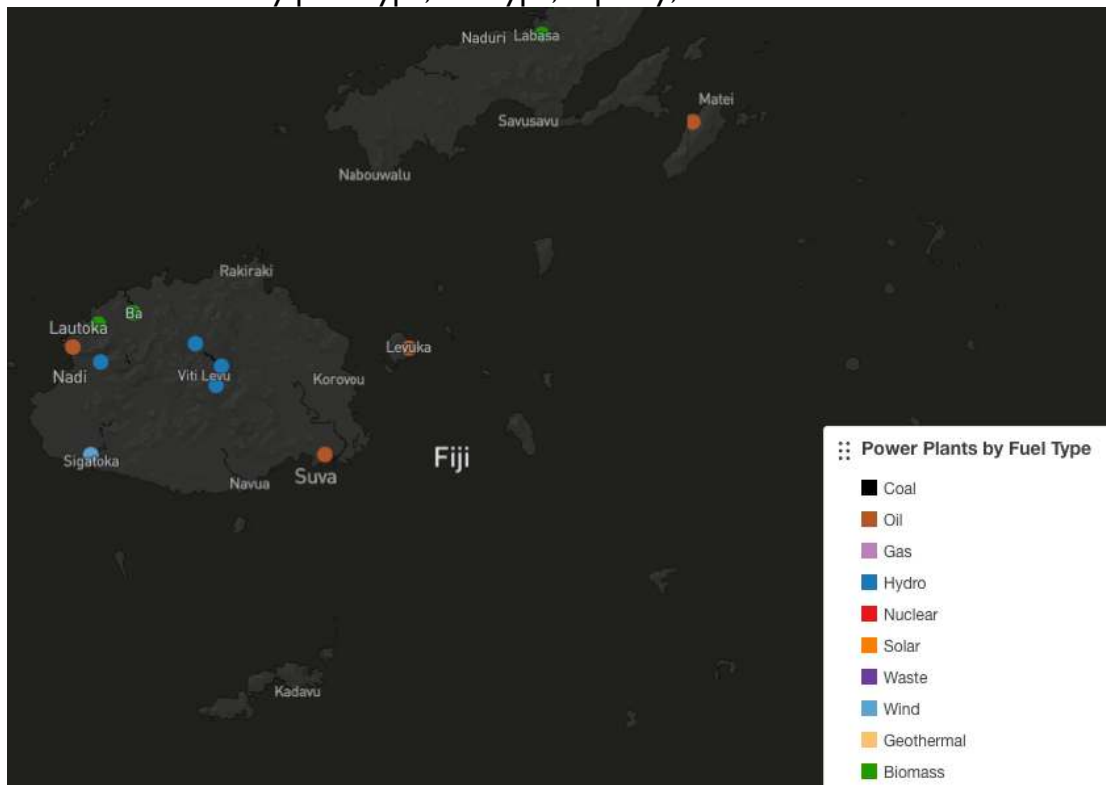 Naduri Labasa
Matei
Savusavu
Nabouwalu
Rakiraki
Ba
Lautoka
Levuka
Nadi
Viti Levu
Korovou
Fiji
Sigatoka
Suva
Navua
Kadavu
Power Plants by Fuel Type
Coal
Oil
Gas
Hydro
Nuclear
Solar
Waste
Wind
Geothermal
Biomass